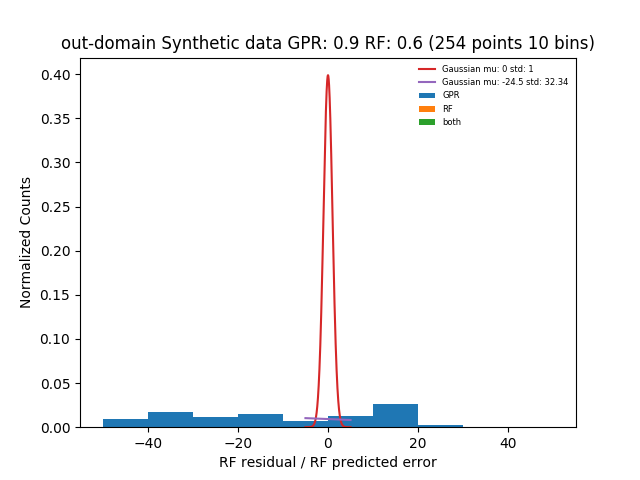 out-domain Synthetic data GPR: 0.9 RF: 0.6 (254 points 10 bins)
Gaussian mu: 0 std: 1
Gaussian mu: -24.5 std: 32.34
GPR
RF
both
Normalized Counts
0.40
0.35
0.30
0.25
0.20
0.15
0.10
0.05
0.00
−40
−20
0
20
40
RF residual / RF predicted error